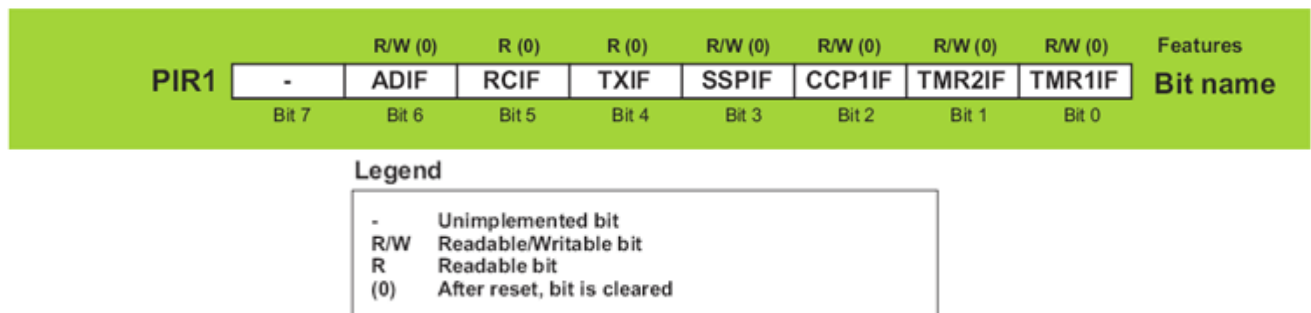 R/W (0) R (0) R (0) R/W (0) R/W (0) R/W (0) R/W (0) Features
PIR1 - ADIF RCIF TXIF SSPIF CCP1IF TMR2IF TMR1IF Bit name
Bit 7 Bit 6 Bit 5 Bit 4 Bit 3 Bit 2 Bit 1 Bit 0
Legend
- Unimplemented bit
R/W Readable/Writable bit
R Readable bit
(0) After reset, bit is cleared